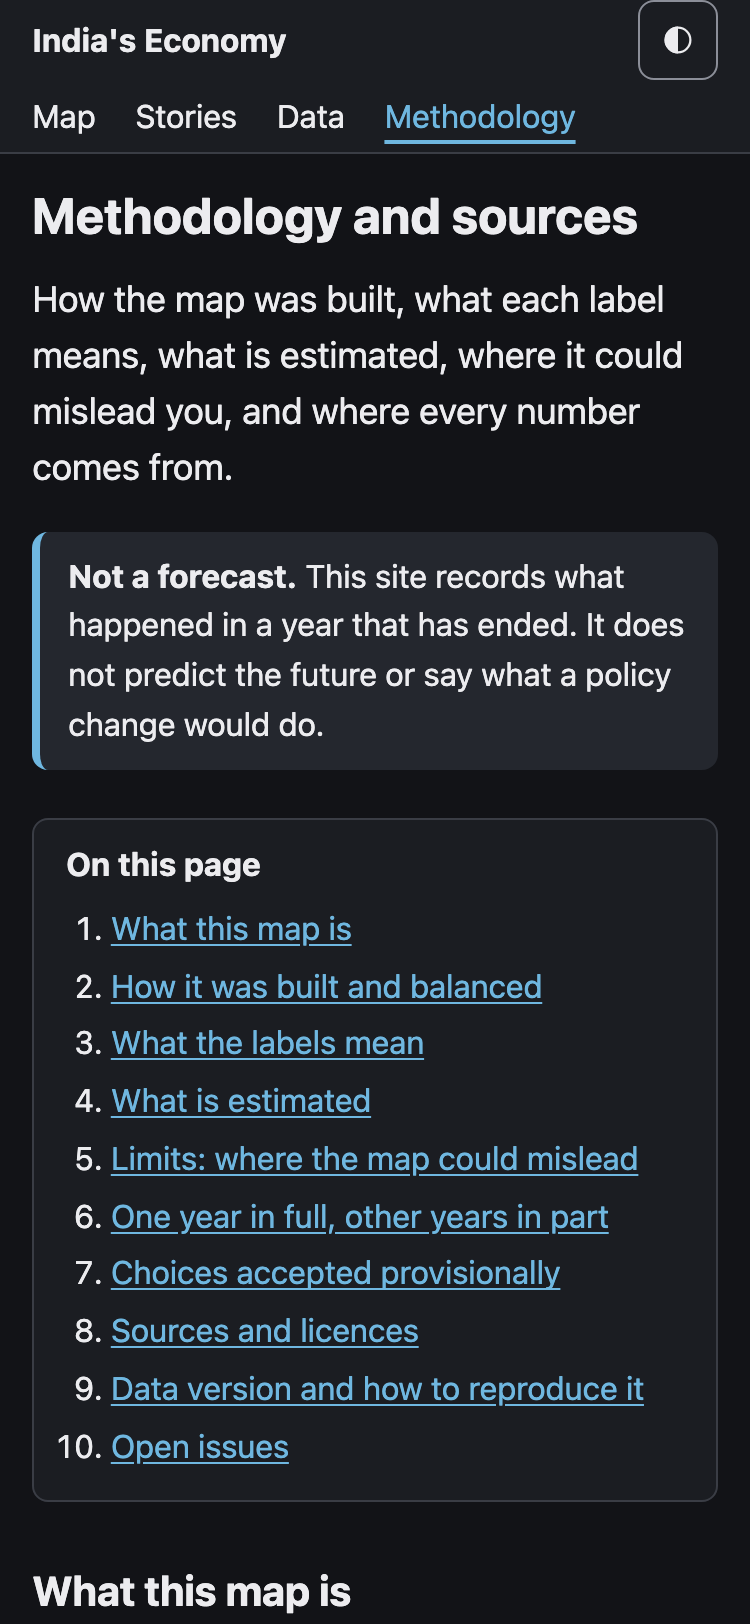 India's Economy
Map Stories Data Methodology
Methodology and sources
How the map was built, what each label
means, what is estimated, where it could
mislead you, and where every number
comes from.
Not a forecast. This site records what
happened in a year that has ended. It does
not predict the future or say what a policy
change would do.
On this page
1. What this map is
2. How it was built and balanced
3. What the labels mean
4. What is estimated
5. Limits: where the map could mislead
6. One year in full, other years in part
7. Choices accepted provisionally
8. Sources and licences
9. Data version and how to reproduce it
10. Open issues
What this map is